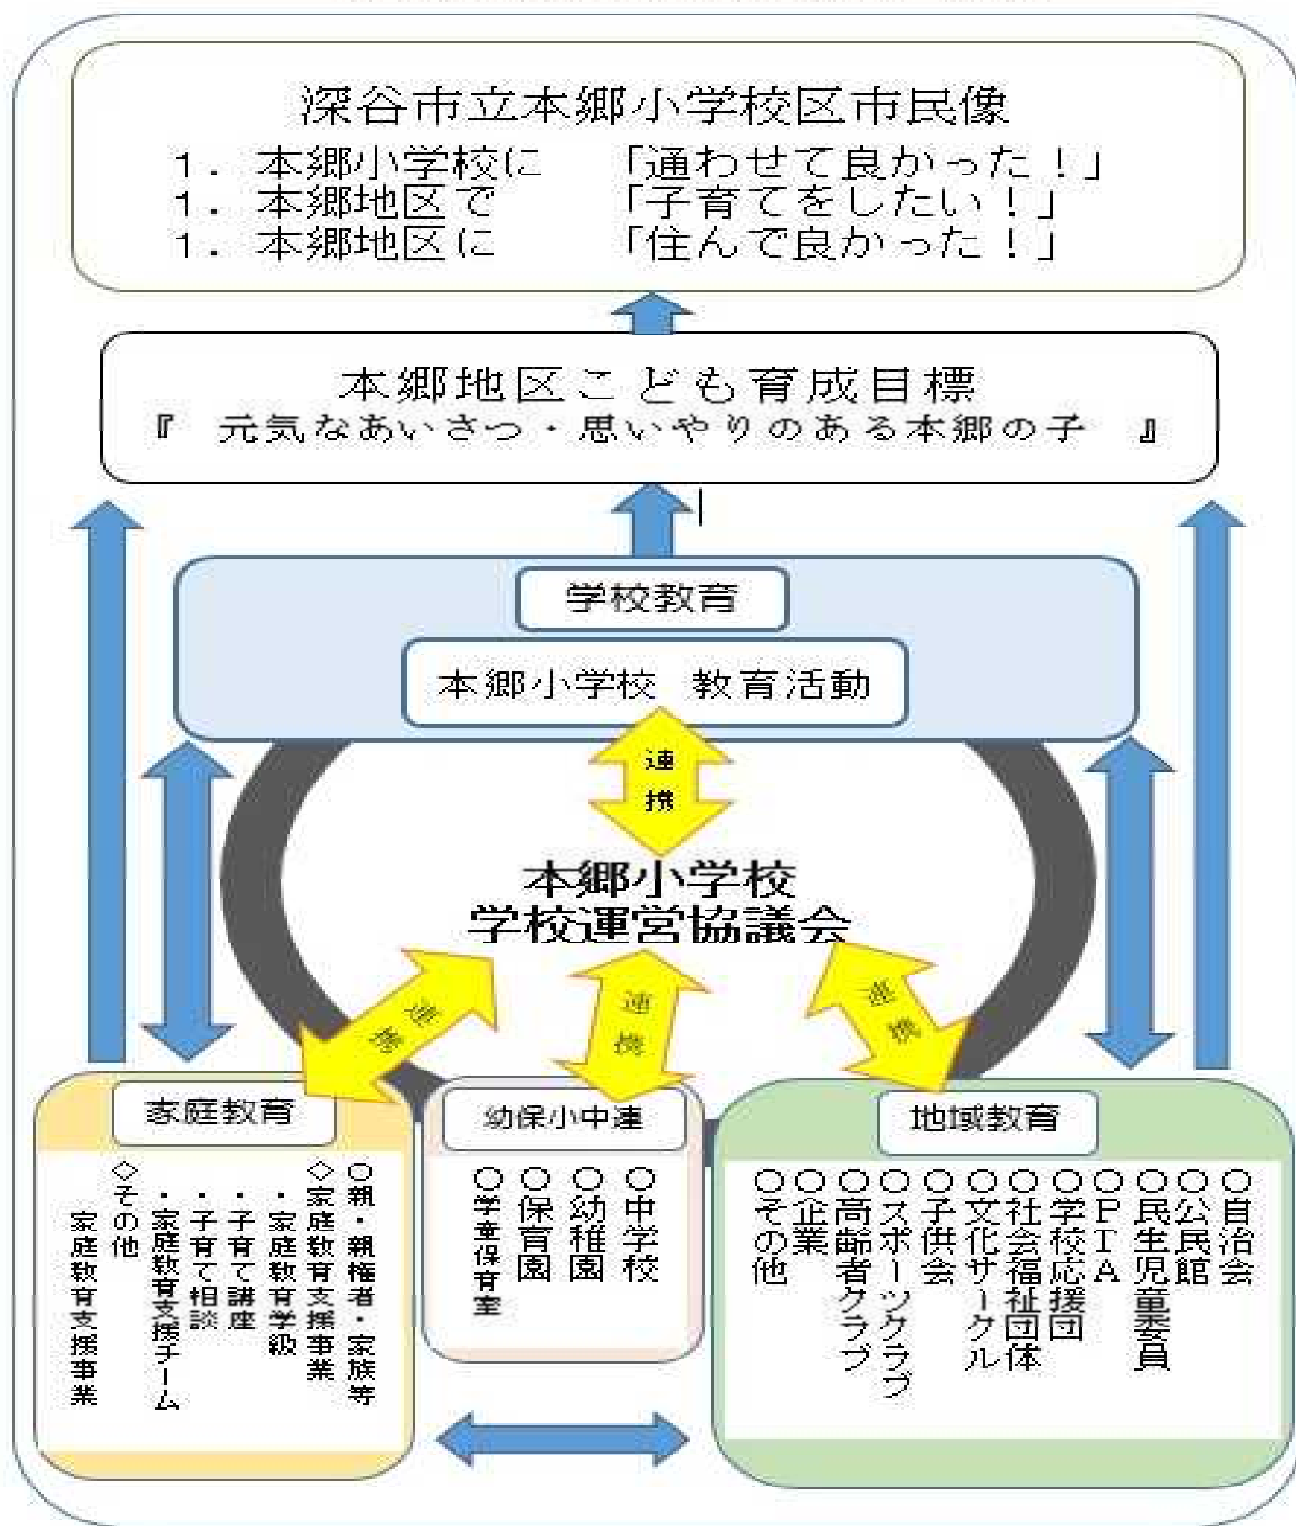 深谷市立本郷小学校区市民像
1. 本郷小学校に 「通わせて良かった！」
1. 本郷地区で 「子育てをしたい！」
1. 本郷地区に 「住んで良かった！」
本郷地区こども育成目標
『 元気なあいさつ・思いやりのある本郷の子 』
学校教育
本郷小学校 教育活動
連携
本郷小学校
学校運営協議会
連携
連携
連携
家庭教育
○親・親権者・家族等
◇家庭教育支援事業
・家庭教育学級
・子育て講座
・子育て相談
・家庭教育支援チーム
◇その他
家庭教育支援事業
幼保小中連
○中学校
○幼稚園
○保育園
○学童保育室
地域教育
○自治会
○公民館
○民生児童委員
○PTA
○学校応援団
○社会福祉団体
○文化サークル
○子供会
○スポーツクラブ
○高齢者クラブ
○企業
○その他